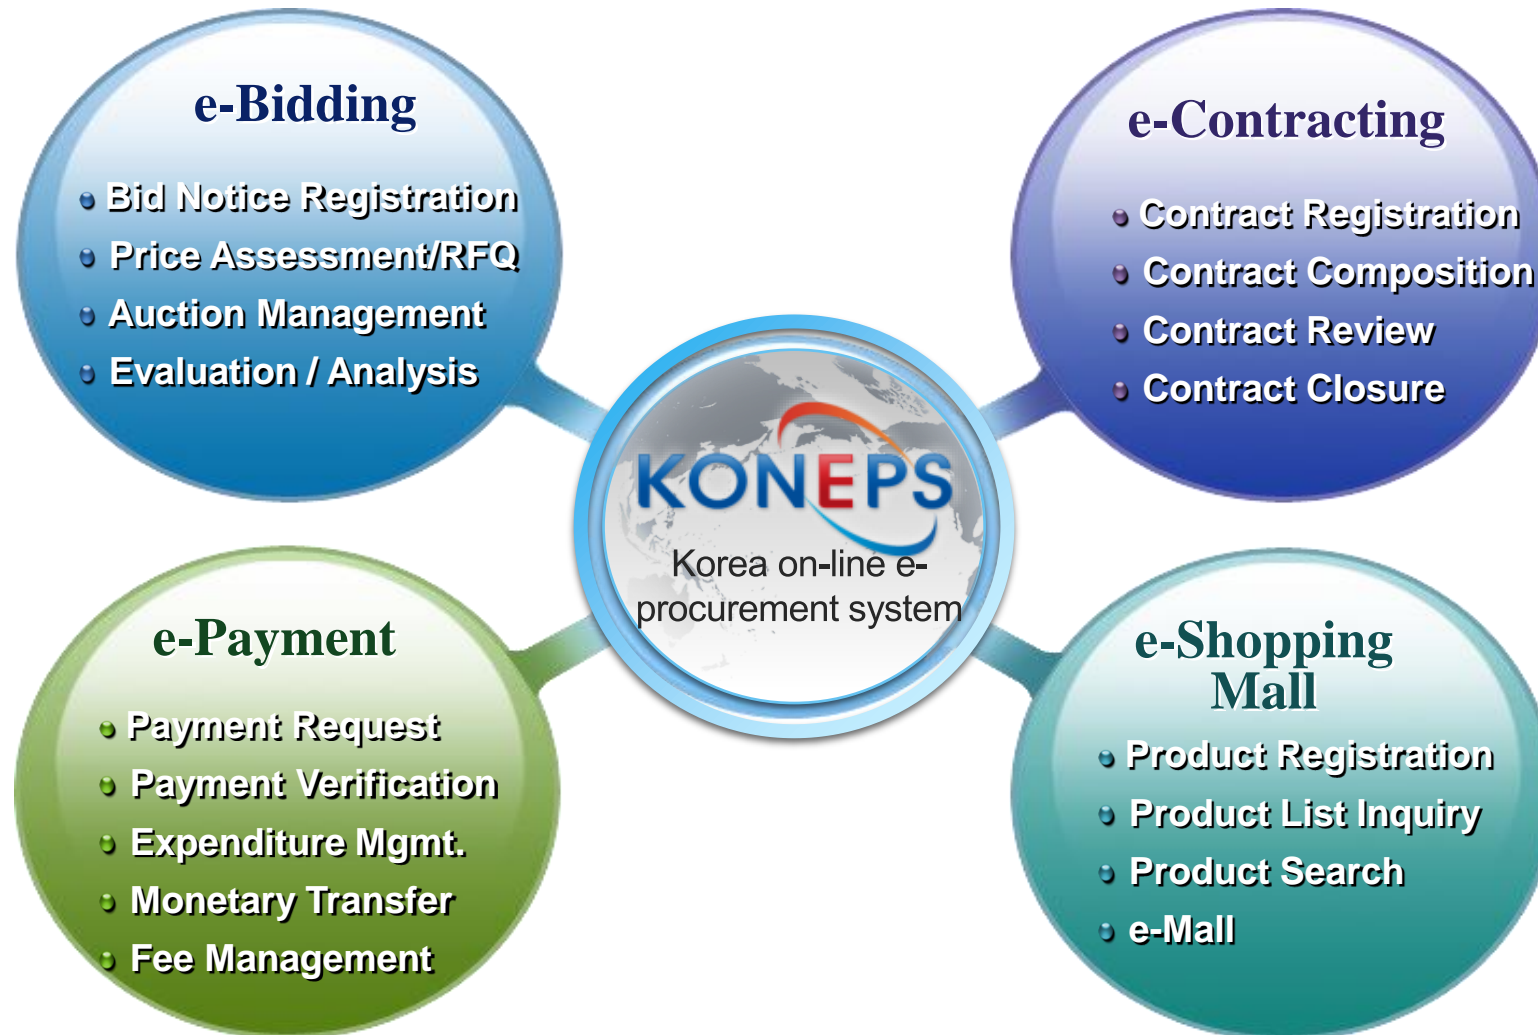 e-Bidding
Bid Notice Registration
Price Assessment/RFQ
Auction Management
Evaluation / Analysis
e-Contracting
Contract Registration
Contract Composition
Contract Review
Contract Closure
KONEPS
Korea on-line e-
procurement system
e-Payment
Payment Request
Payment Verification
Expenditure Mgmt.
Monetary Transfer
Fee Management
e-Shopping
Mall
Product Registration
Product List Inquiry
Product Search
e-Mall